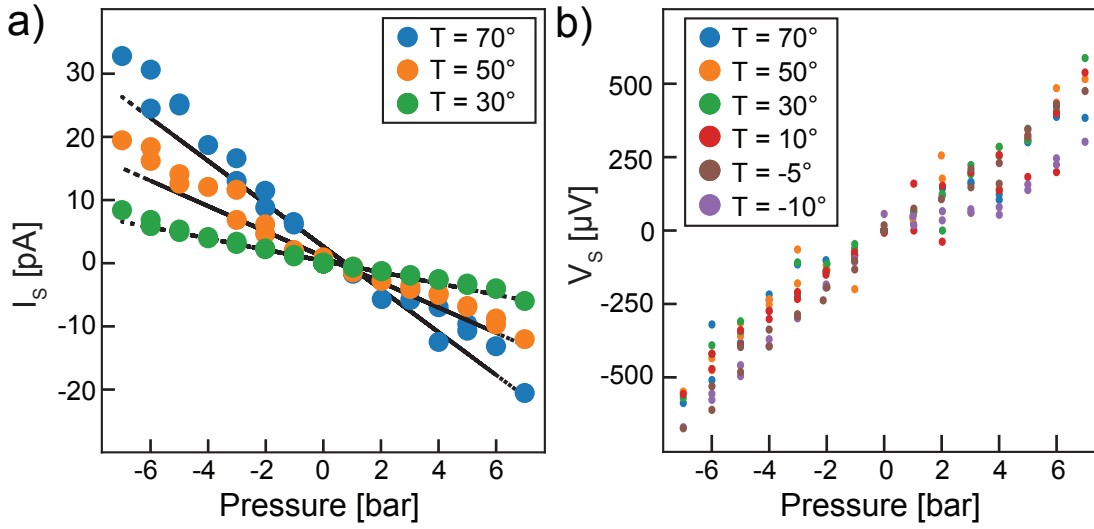 a)
T = 70°
T = 50°
T = 30°
30
20
10
0
-10
-20
I_S [pA]
-6 -4 -2 0 2 4 6
Pressure [bar]
b)
T = 70°
T = 50°
T = 30°
T = 10°
T = -5°
T = -10°
500
250
0
-250
-500
V_S [μV]
-6 -4 -2 0 2 4 6
Pressure [bar]